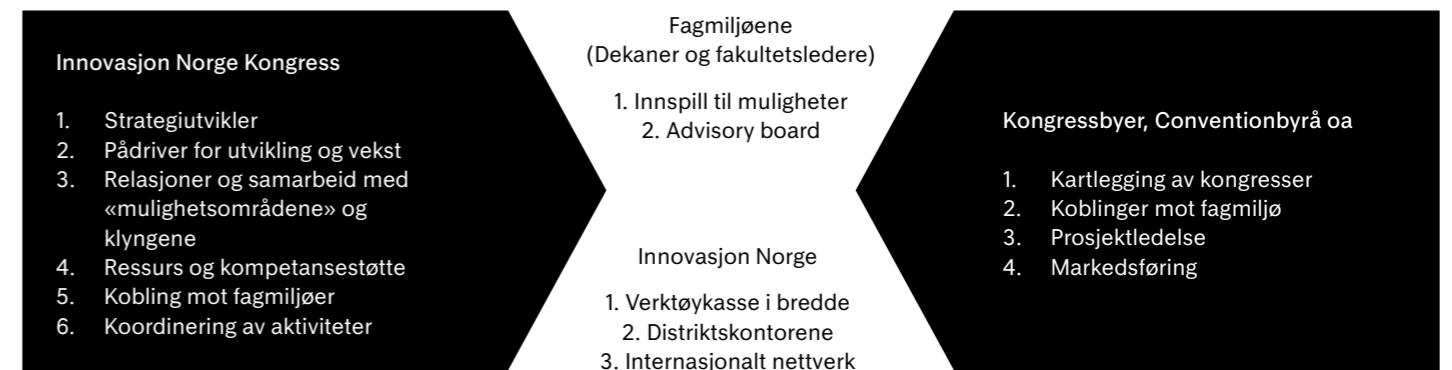 Innovasjon Norge Kongress
1. Strategiutvikler
2. Pådriver for utvikling og vekst
3. Relasjoner og samarbeid med
«mulighetsområdene» og
klyngene
4. Ressurs og kompetansestøtte
5. Kobling mot fagmiljøer
6. Koordinering av aktiviteter
Fagmiljøene
(Dekaner og fakultetsledere)
1. Innspill til muligheter
2. Advisory board
Innovasjon Norge
1. Verktøykasse i bredde
2. Distriktskontorene
3. Internasjonalt nettverk
Kongressbyer, Conventionbyrå oa
1. Kartlegging av kongresser
2. Koblinger mot fagmiljø
3. Prosjektledelse
4. Markedsføring